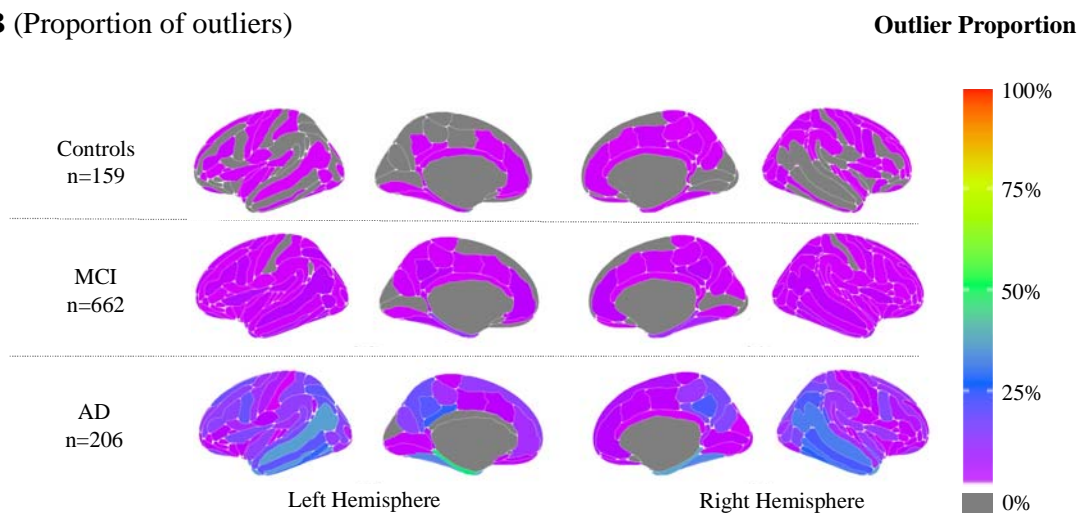 B (Proportion of outliers)
Outlier Proportion
100%
75%
50%
25%
0%
Controls
n=159
MCI
n=662
AD
n=206
Left Hemisphere
Right Hemisphere